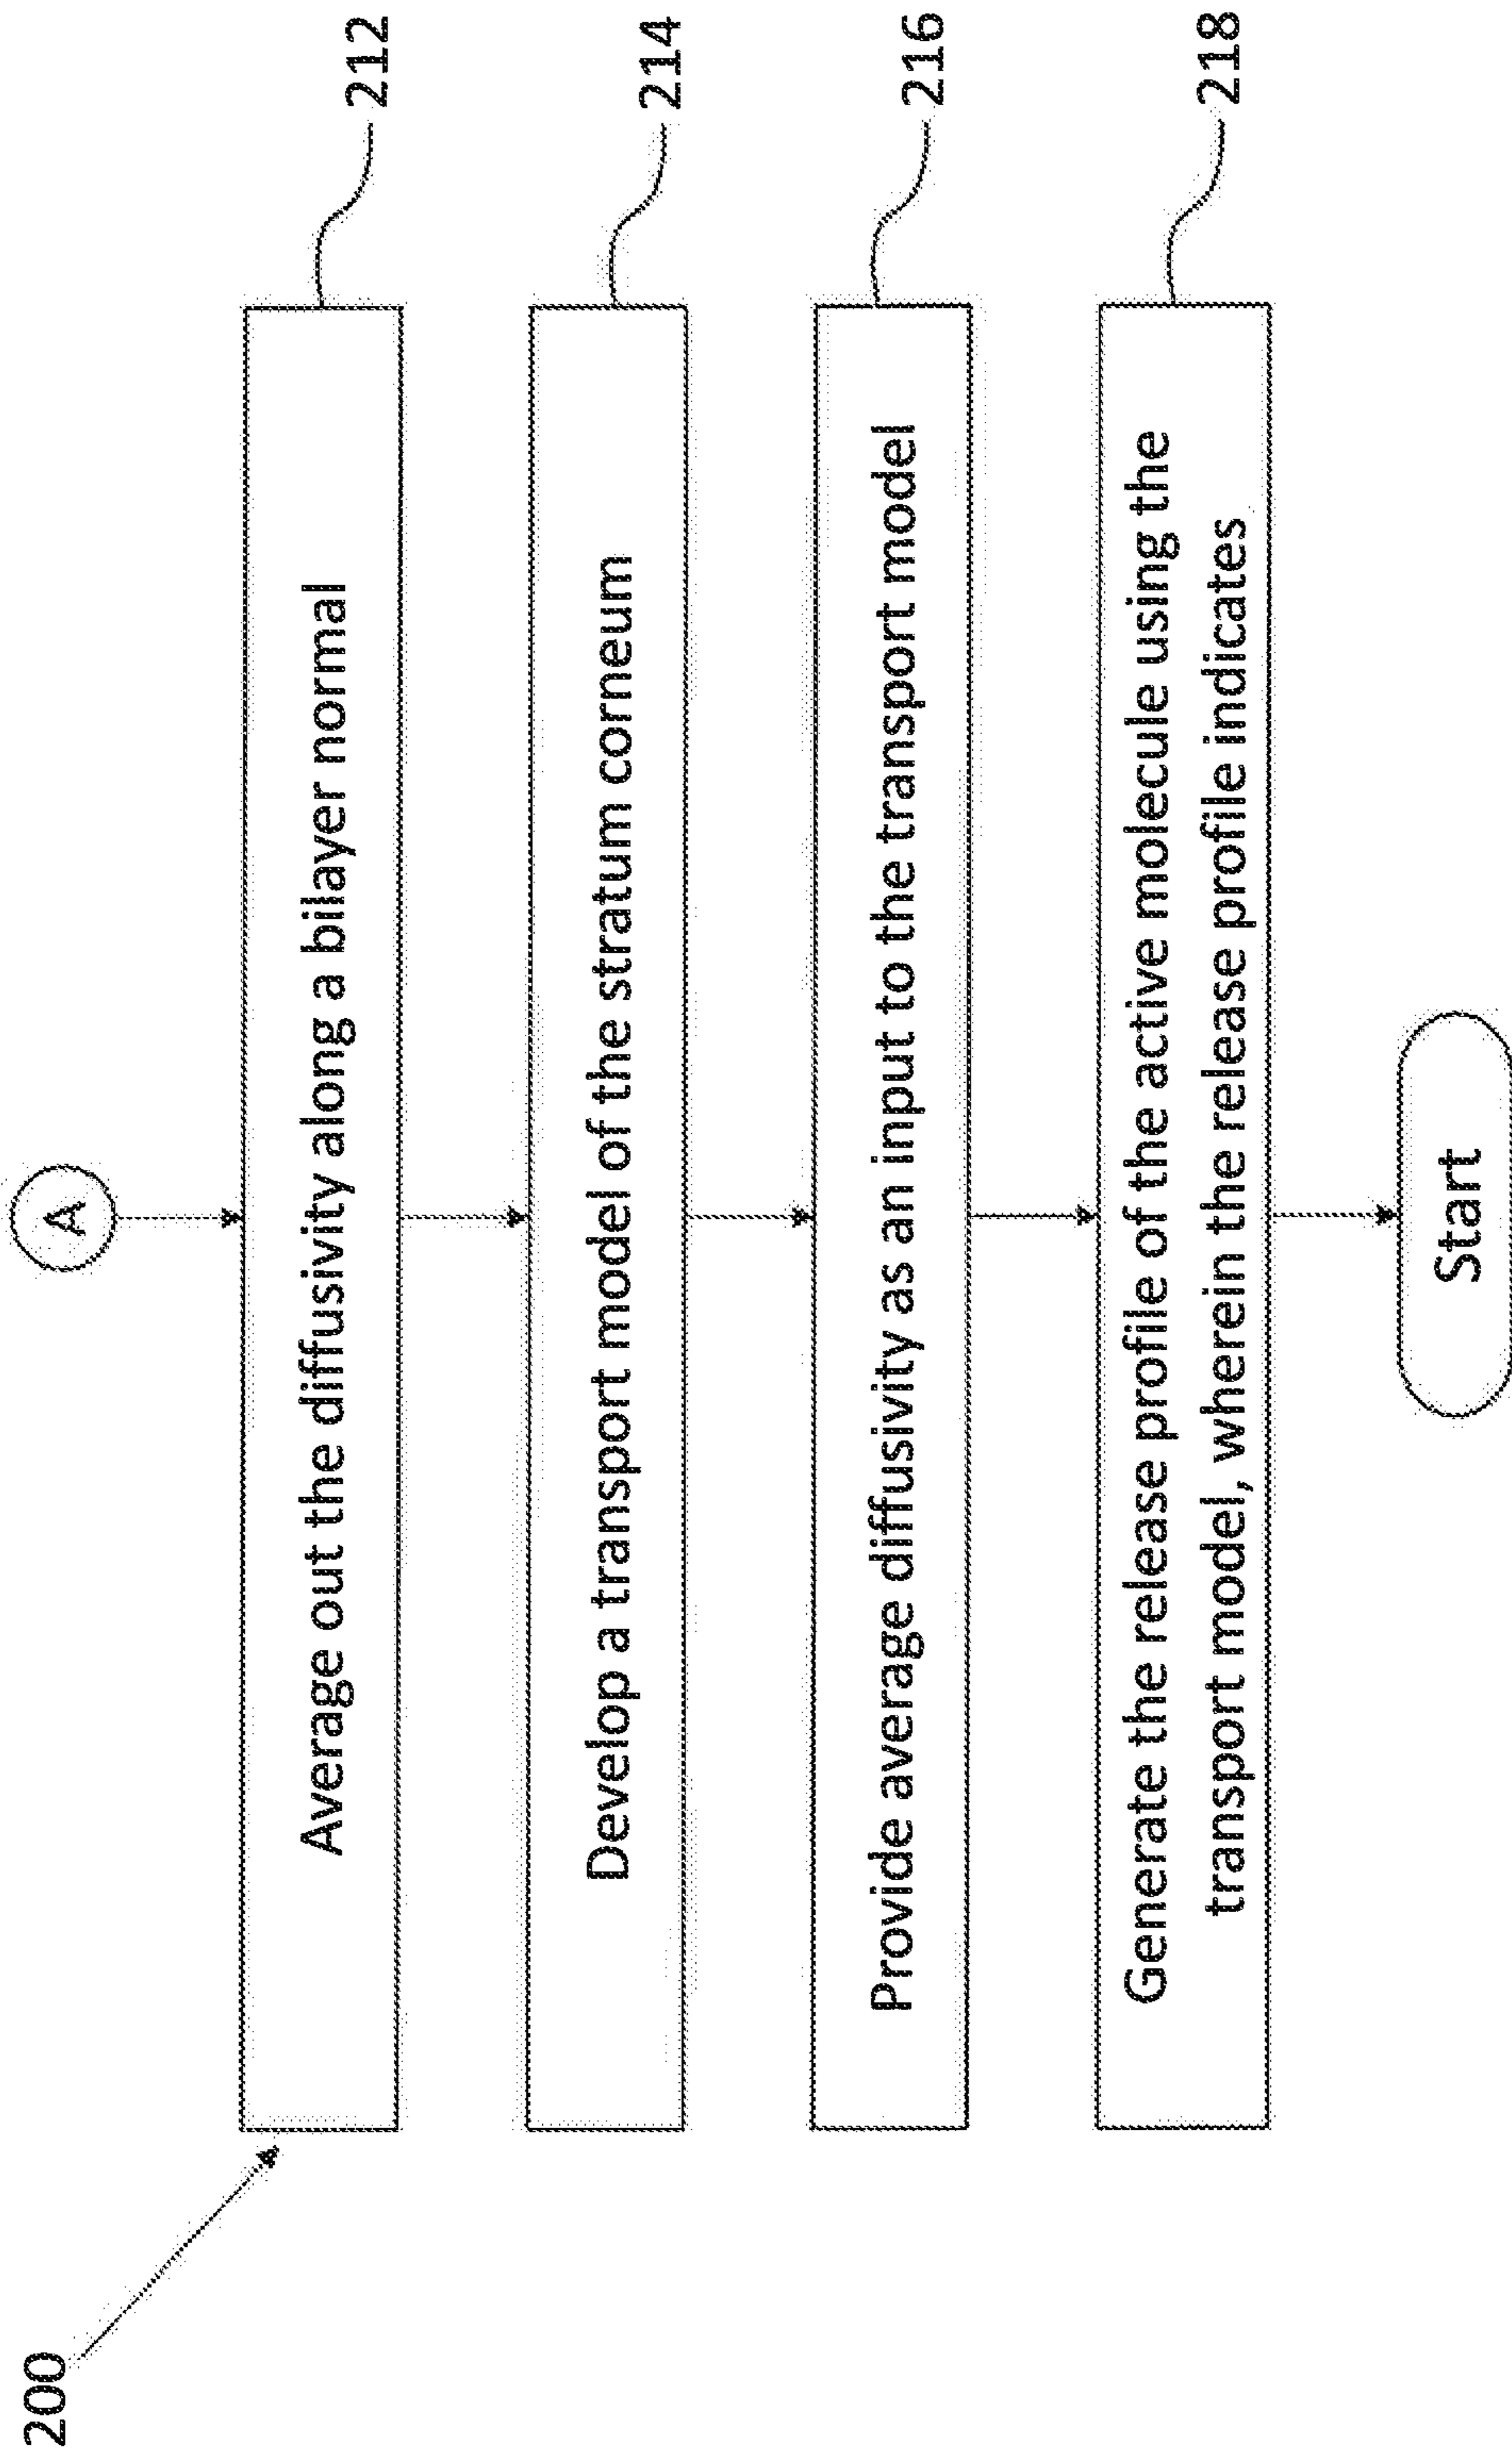 200
A
Average out the diffusivity along a bilayer normal
212
Develop a transport model of the stratum corneum
214
Provide average diffusivity as an input to the transport model
216
Generate the release profile of the active molecule using the
transport model, wherein the release profile indicates
218
Start